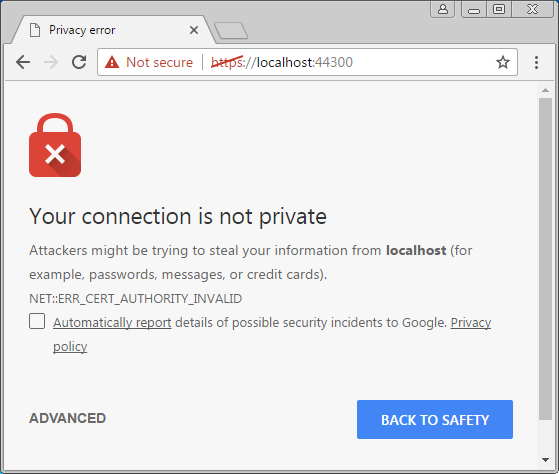 Privacy error
Not secure | https://localhost:44300
Your connection is not private
Attackers might be trying to steal your information from localhost (for
example, passwords, messages, or credit cards).
NET::ERR_CERT_AUTHORITY_INVALID
Automatically report details of possible security incidents to Google. Privacy
policy
ADVANCED
BACK TO SAFETY